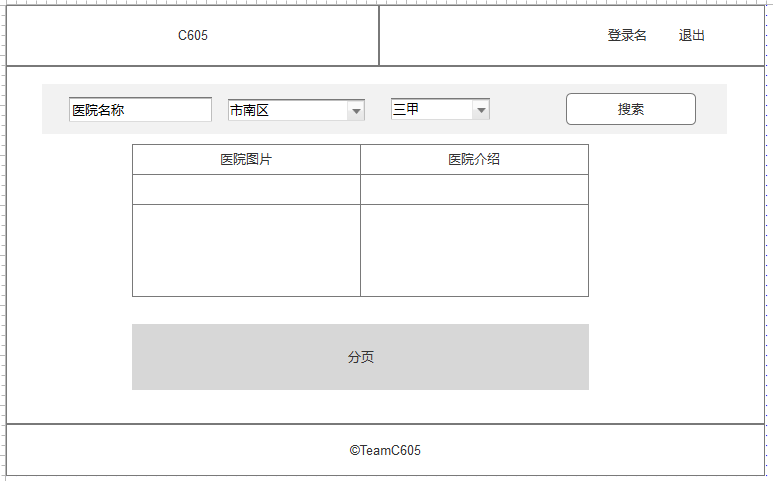 C605
登录名 退出
医院名称 市南区 三甲 搜索
医院图片 医院介绍
分页
©TeamC605